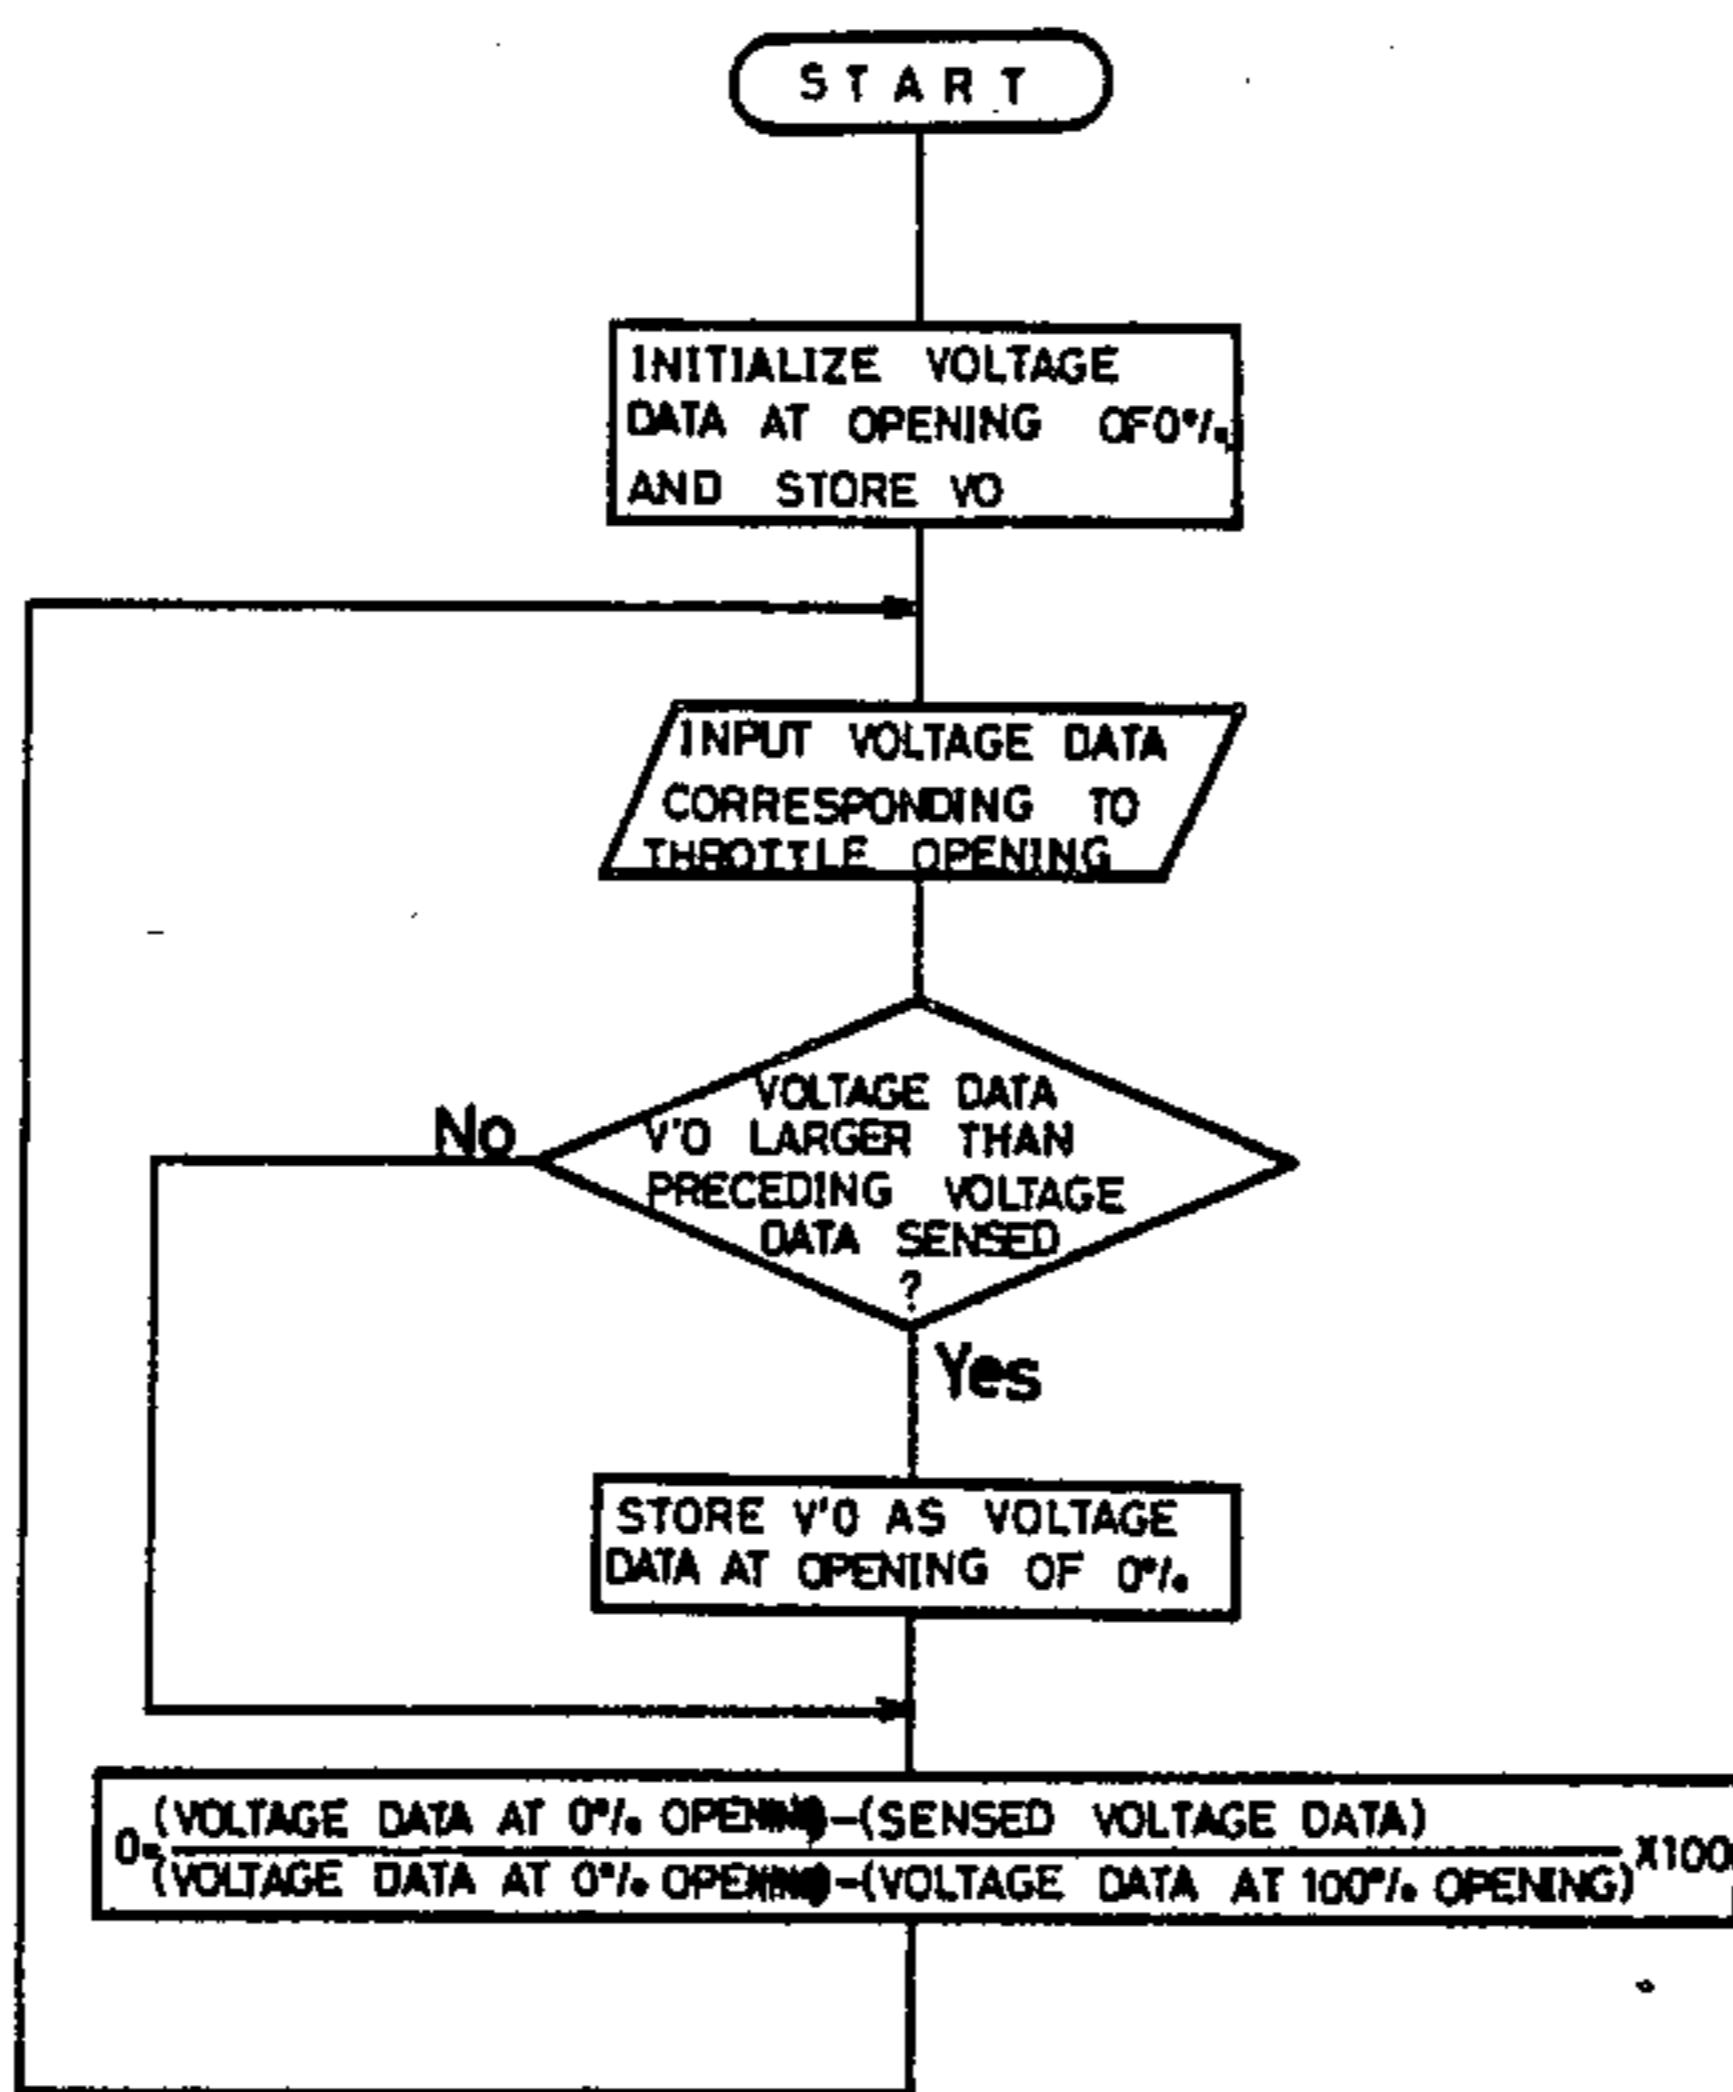 START
INITIALIZE VOLTAGE
DATA AT OPENING OF 0%
AND STORE VO
INPUT VOLTAGE DATA
CORRESPONDING TO
THROTTLE OPENING
VOLTAGE DATA
V'O LARGER THAN
PRECEDING VOLTAGE
DATA SENSED
?
No
Yes
STORE V'O AS VOLTAGE
DATA AT OPENING OF 0%
(VOLTAGE DATA AT 0% OPENING)-(SENSED VOLTAGE DATA)
0= X100
(VOLTAGE DATA AT 0% OPENING)-(VOLTAGE DATA AT 100% OPENING)